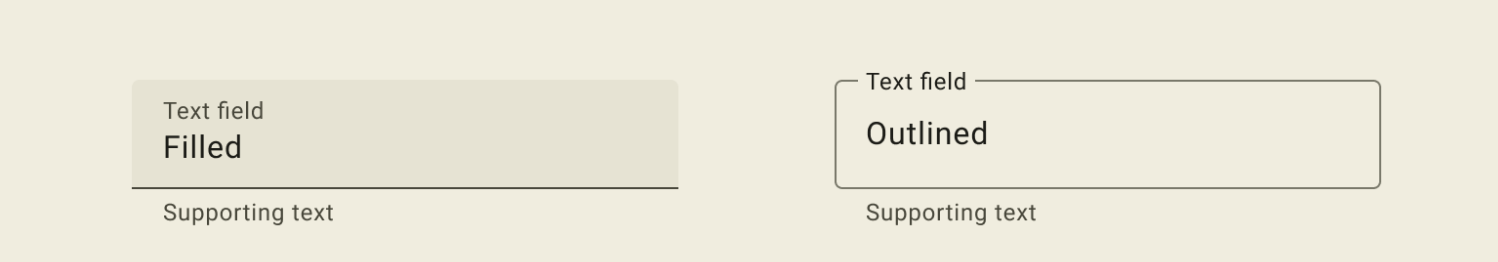 Text field
Filled
Supporting text
Text field
Outlined
Supporting text